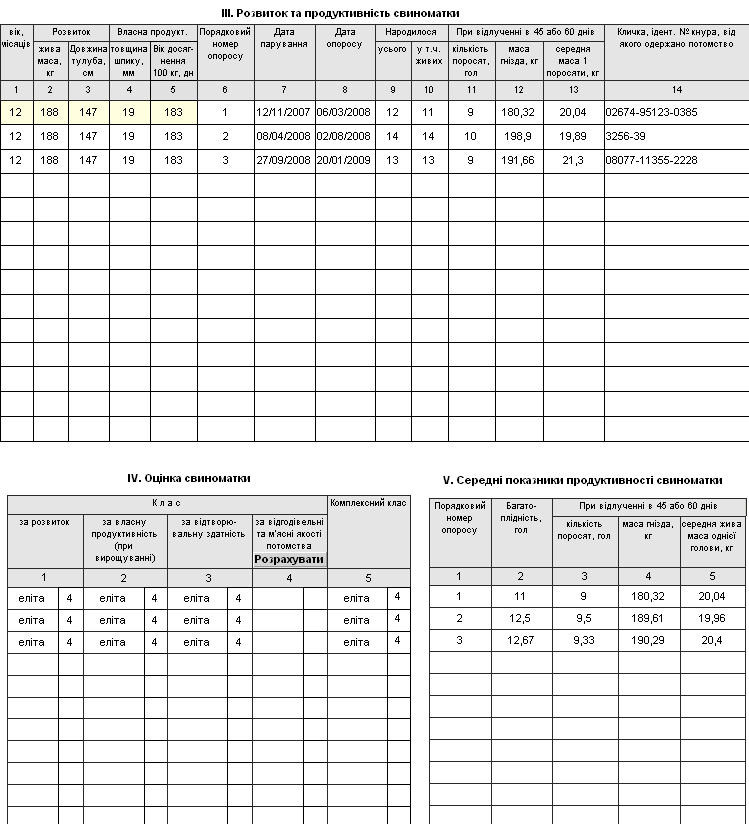 III. Розвиток та продуктивність свиноматки
вік, місяців | Розвиток | Власна продукт. | Порядковий номер опоросу | Дата парування | Дата опоросу | Народилося | При відлученні в 45 або 60 днів | Кличка, ідент. № кнура, від якого одержано потомство
жива маса, кг | Довжина тулуба, см | товщина шпику, мм | Вік досягнення 100 кг, дн | усього | у т.ч. живих | кількість поросят, гол | маса гнізда, кг | середня маса 1 поросяти, кг
1 2 3 4 5 6 7 8 9 10 11 12 13 14
12 188 147 19 183 1 12/11/2007 06/03/2008 12 11 9 180,32 20,04 02674-95123-0385
12 188 147 19 183 2 08/04/2008 02/08/2008 14 14 10 198,9 19,89 3256-39
12 188 147 19 183 3 27/09/2008 20/01/2009 13 13 9 191,66 21,3 08077-11355-2228
IV. Оцінка свиноматки
К л а с | Комплексний клас
за розвиток | за власну продуктивність (при вирощуванні) | за відтворювальну здатність | за відгодівельні та м'ясні якості потомства
Розрахувати
1 2 3 4 5
еліта 4 еліта 4 еліта 4 еліта 4
еліта 4 еліта 4 еліта 4 еліта 4
еліта 4 еліта 4 еліта 4 еліта 4
V. Середні показники продуктивності свиноматки
Порядковий номер опоросу | Багатоплідність, гол | При відлученні в 45 або 60 днів
кількість поросят, гол | маса гнізда, кг | середня жива маса однієї голови, кг
1 2 3 4 5
1 11 9 180,32 20,04
2 12,5 9,5 189,61 19,96
3 12,67 9,33 190,29 20,4